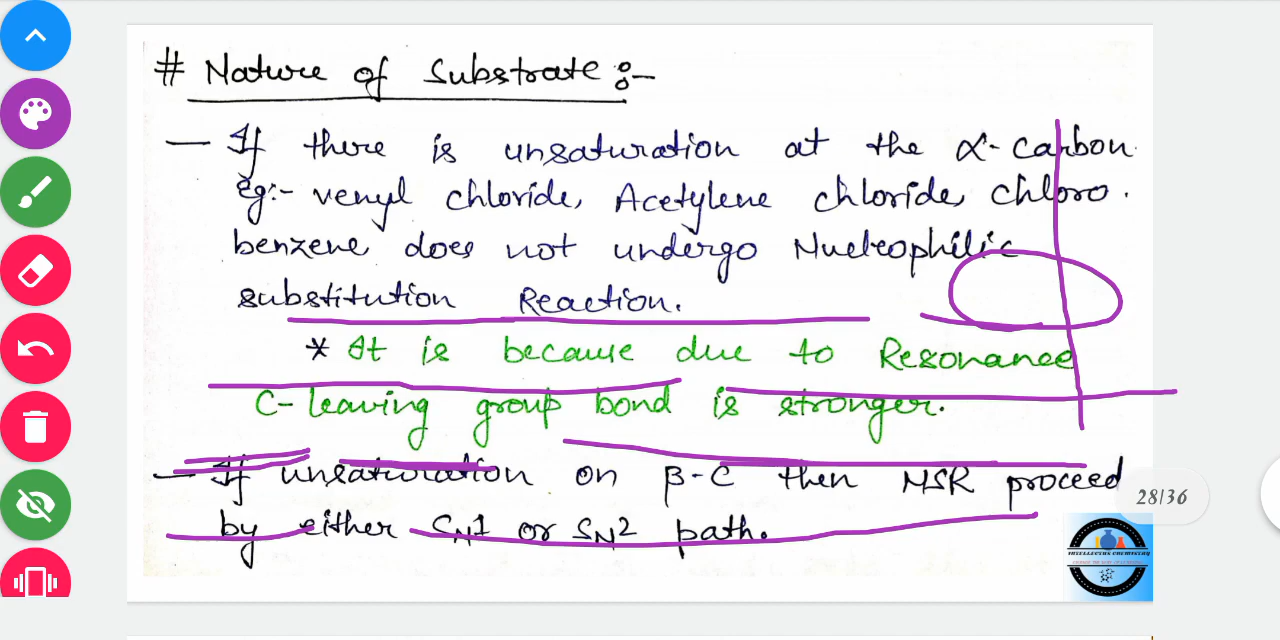 # Nature of Substrate :-
— If there is unsaturation at the α-carbon.
Eg:- venyl chloride, Acetylene chloride, chloro.
benzene does not undergo Nucleophilic
substitution Reaction.
* It is because due to Resonance
C-leaving group bond is stronger.
— If unsaturation on β-C then NSR proceed
by either SN1 or SN2 path.
28/36
INTELLECTUS CHEMISTRY